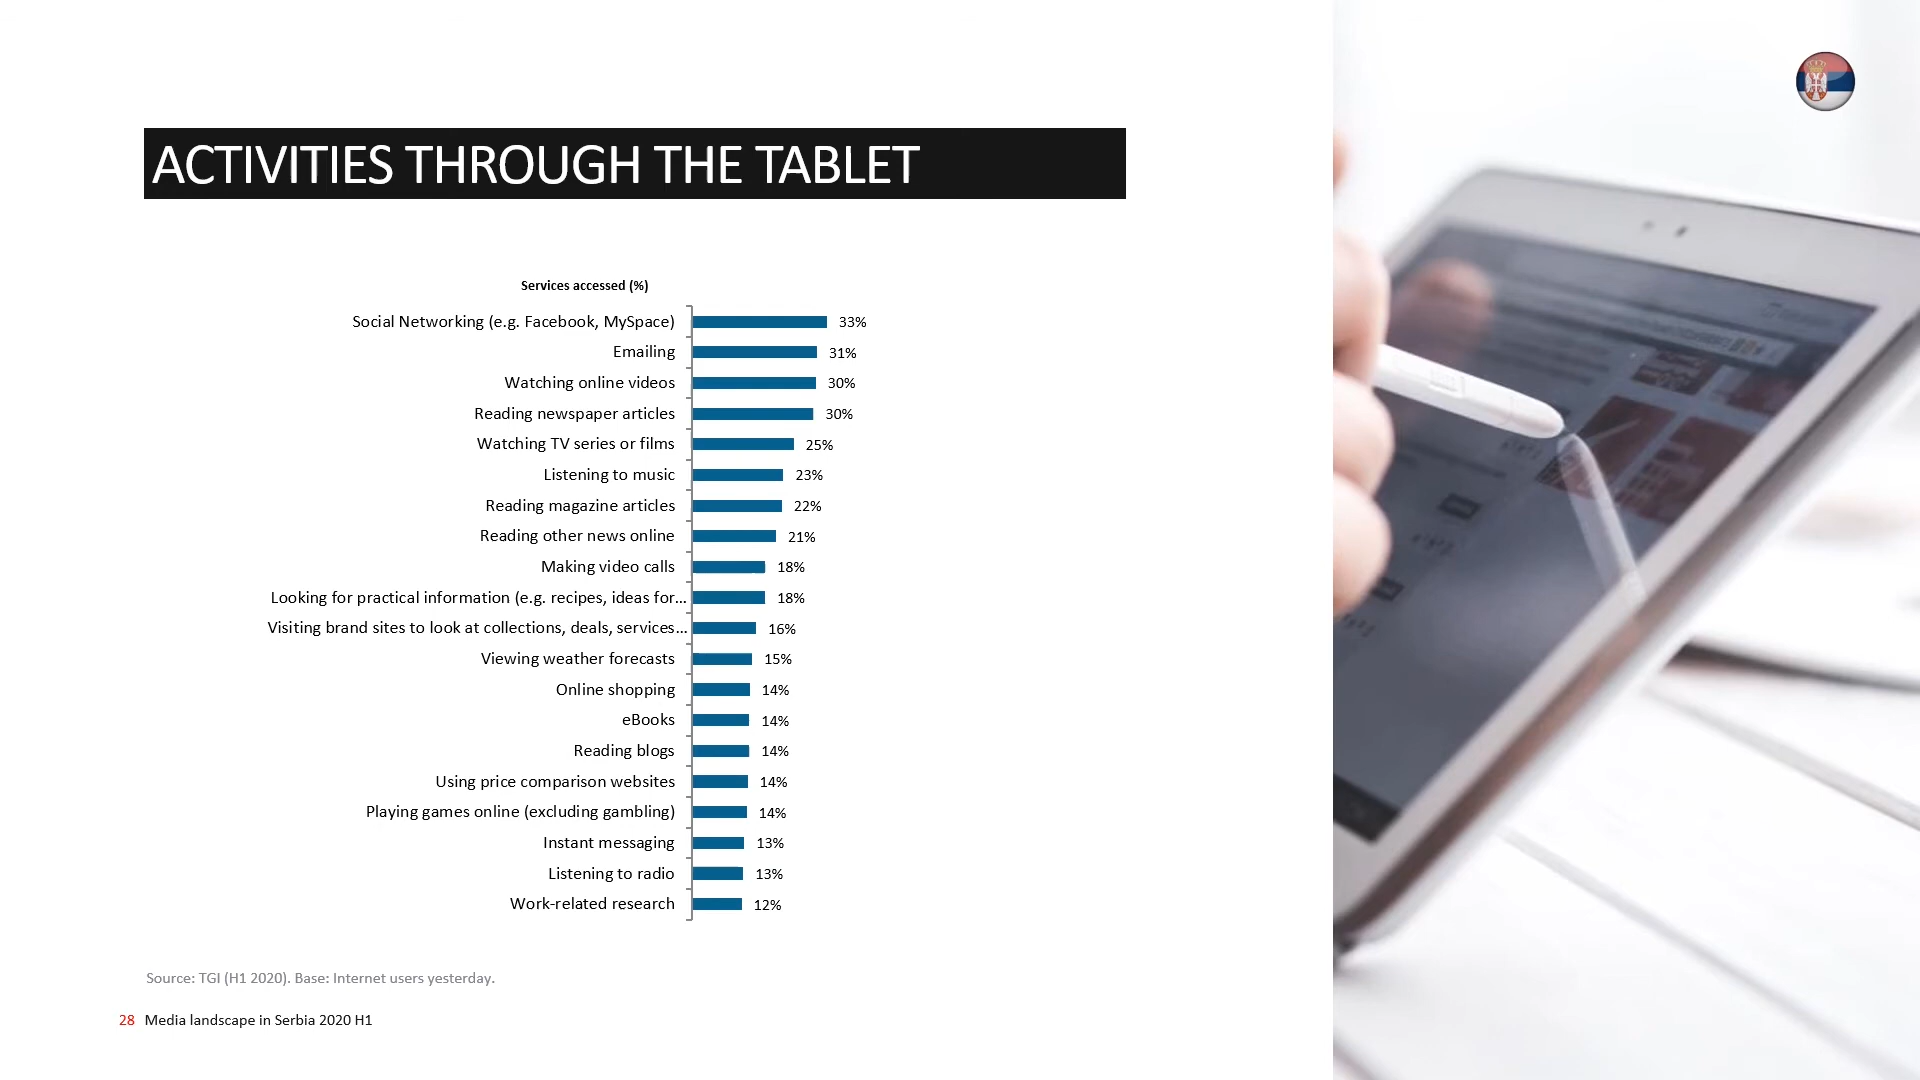 ACTIVITIES THROUGH THE TABLET
Services accessed (%)
Social Networking (e.g. Facebook, MySpace) 33%
Emailing 31%
Watching online videos 30%
Reading newspaper articles 30%
Watching TV series or films 25%
Listening to music 23%
Reading magazine articles 22%
Reading other news online 21%
Making video calls 18%
Looking for practical information (e.g. recipes, ideas for... 18%
Visiting brand sites to look at collections, deals, services... 16%
Viewing weather forecasts 15%
Online shopping 14%
eBooks 14%
Reading blogs 14%
Using price comparison websites 14%
Playing games online (excluding gambling) 14%
Instant messaging 13%
Listening to radio 13%
Work-related research 12%
Source: TGI (H1 2020). Base: Internet users yesterday.
28 Media landscape in Serbia 2020 H1